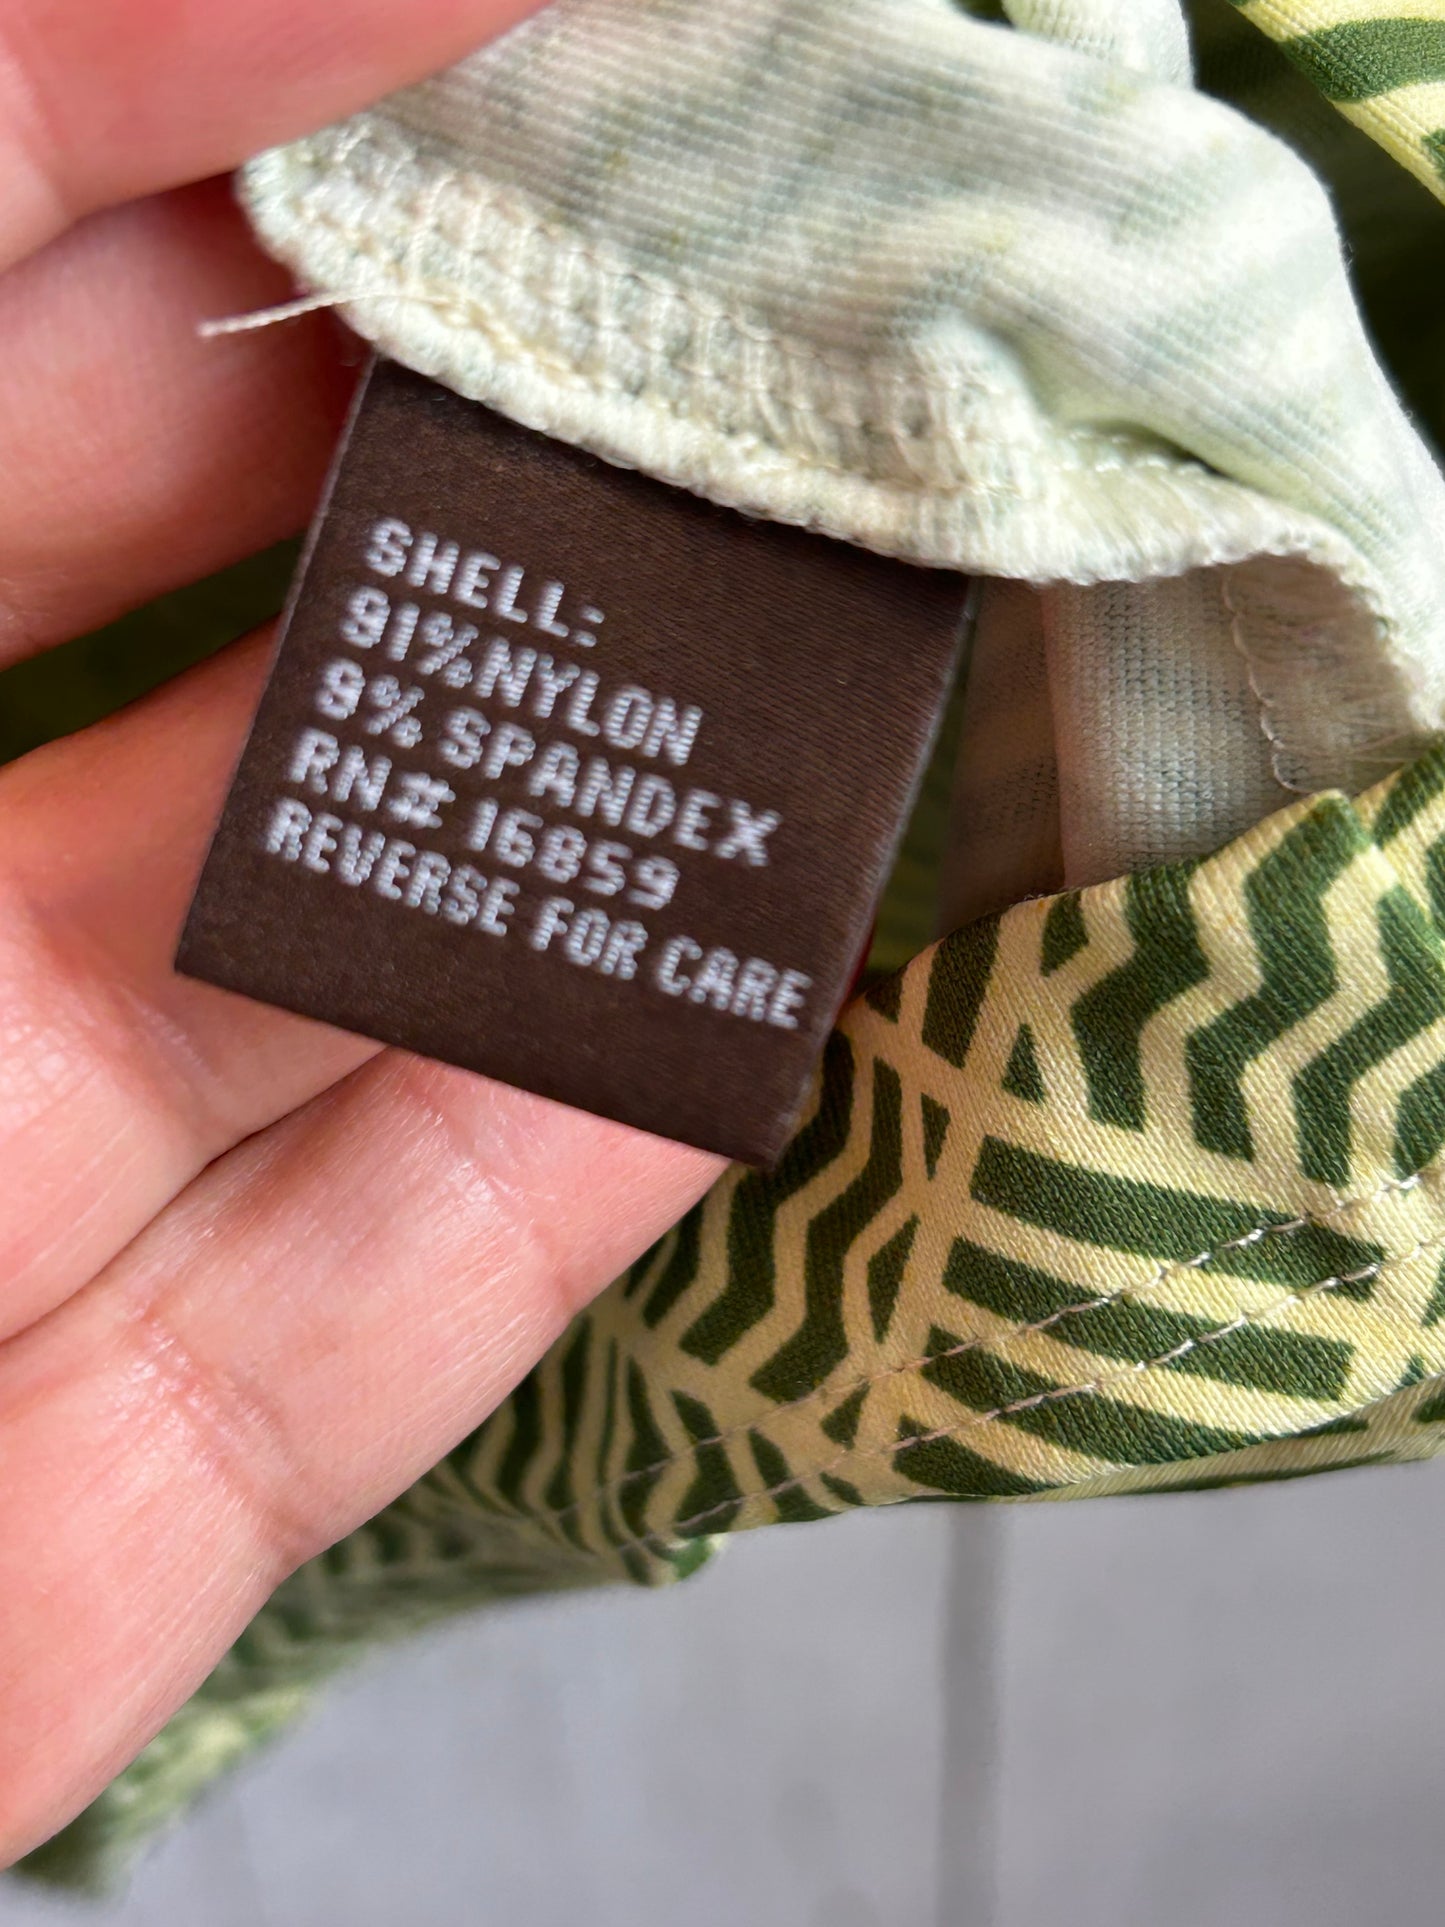 SHELL:
91%NYLON
9% SPANDEX
RN# 16859
REVERSE FOR CARE